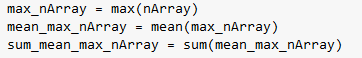 max_nArray = max(nArray)
mean_max_nArray = mean(max_nArray)
sum_mean_max_nArray = sum(mean_max_nArray)